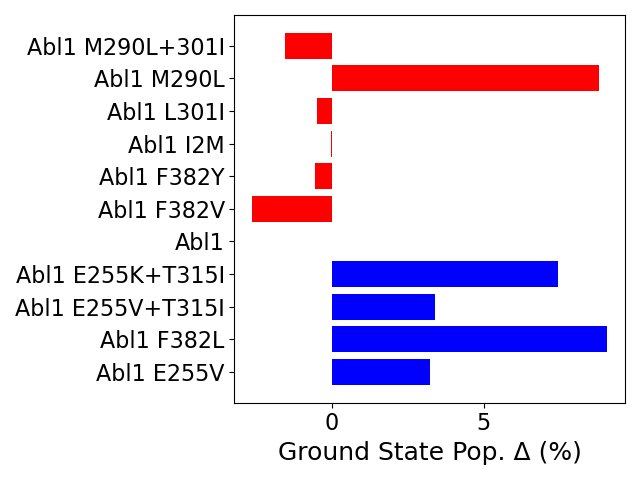 Abl1 M290L+301I
Abl1 M290L
Abl1 L301I
Abl1 I2M
Abl1 F382Y
Abl1 F382V
Abl1
Abl1 E255K+T315I
Abl1 E255V+T315I
Abl1 F382L
Abl1 E255V
0 5
Ground State Pop. Δ (%)